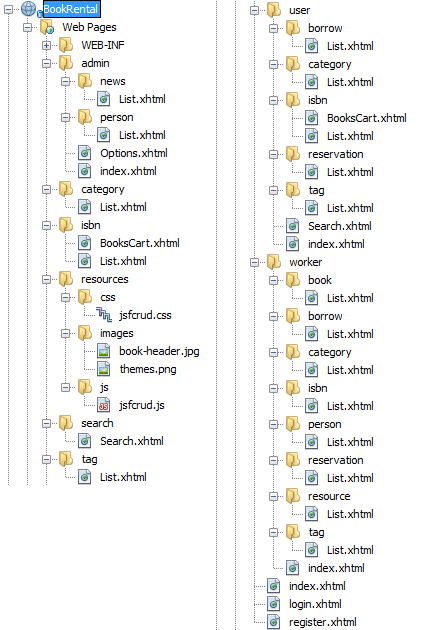 BookRental
Web Pages
WEB-INF
admin
news
List.xhtml
person
List.xhtml
Options.xhtml
index.xhtml
category
List.xhtml
isbn
BooksCart.xhtml
List.xhtml
resources
css
jsfcrud.css
images
book-header.jpg
themes.png
js
jsfcrud.js
search
Search.xhtml
tag
List.xhtml
user
borrow
List.xhtml
category
List.xhtml
isbn
BooksCart.xhtml
List.xhtml
reservation
List.xhtml
tag
List.xhtml
Search.xhtml
index.xhtml
worker
book
List.xhtml
borrow
List.xhtml
category
List.xhtml
isbn
List.xhtml
person
List.xhtml
reservation
List.xhtml
resource
List.xhtml
tag
List.xhtml
index.xhtml
index.xhtml
login.xhtml
register.xhtml